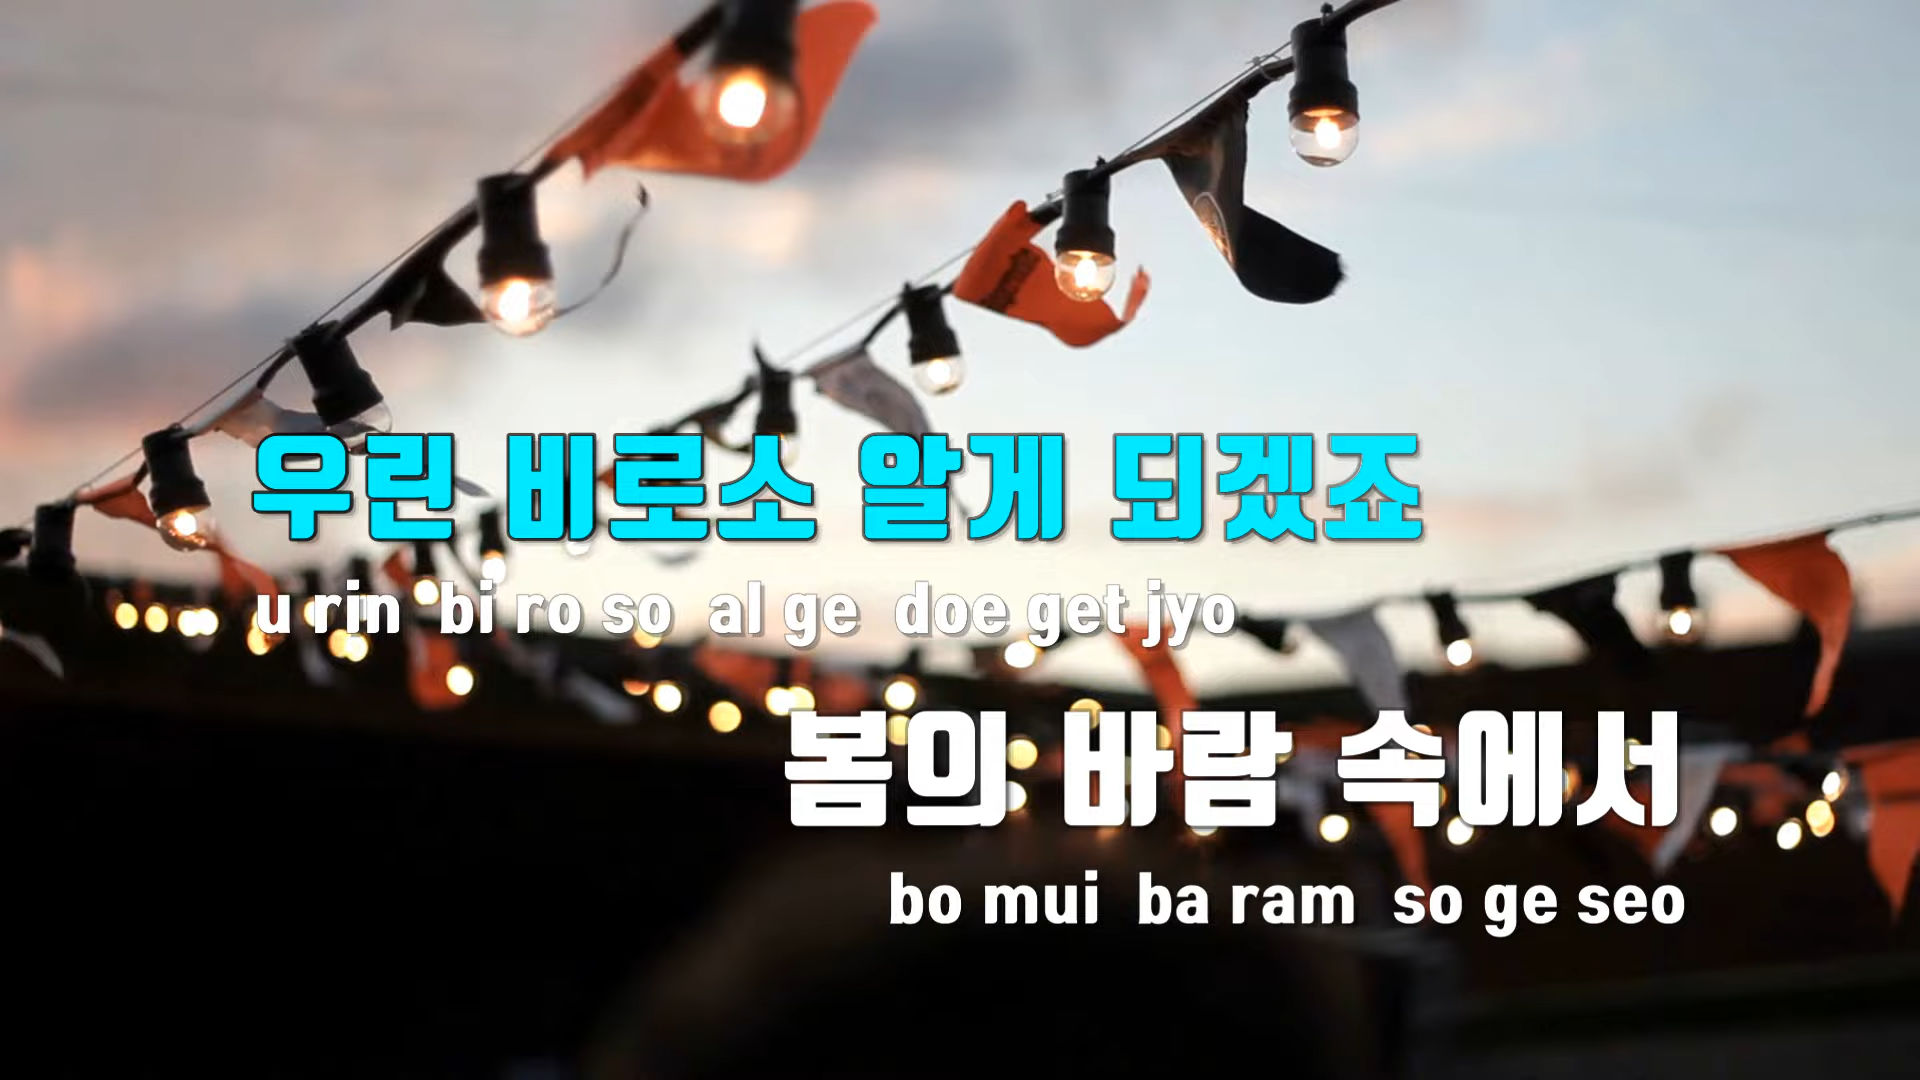 우린 비로소 알게 되겠죠
u rin bi ro so al ge doe get jyo
봄의 바람 속에서
bo mui ba ram so ge seo